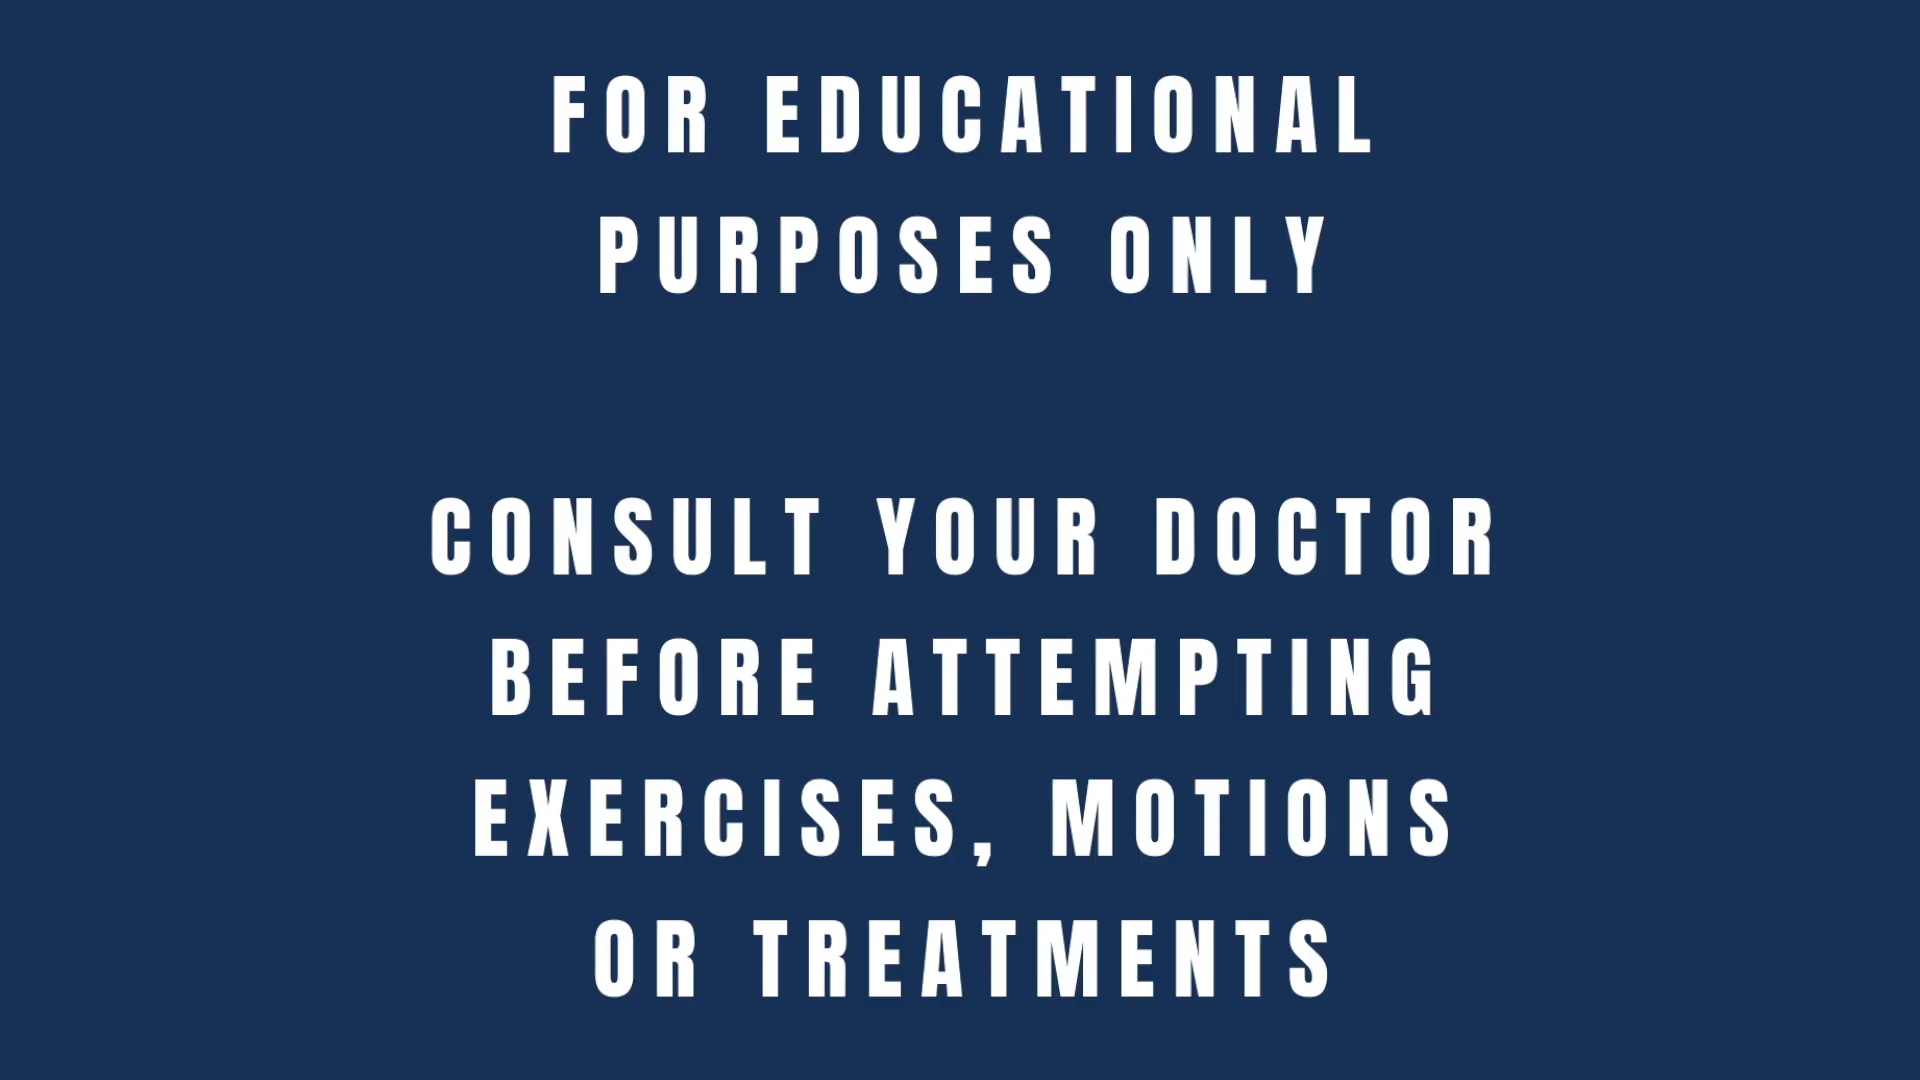 FOR EDUCATIONAL
PURPOSES ONLY
CONSULT YOUR DOCTOR
BEFORE ATTEMPTING
EXERCISES, MOTIONS
OR TREATMENTS